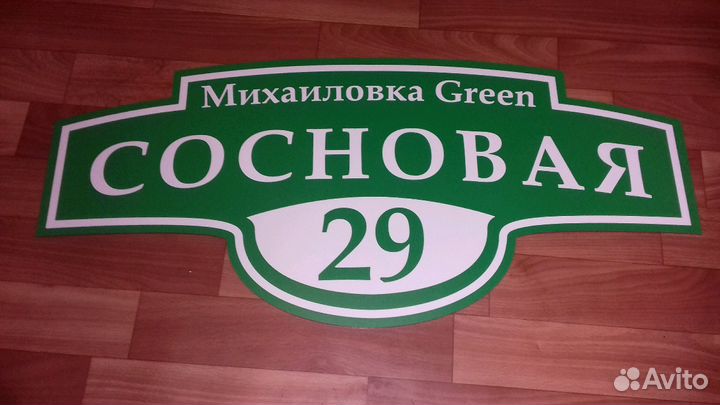 Михаиловка Green
СОСНОВАЯ
29
Avito